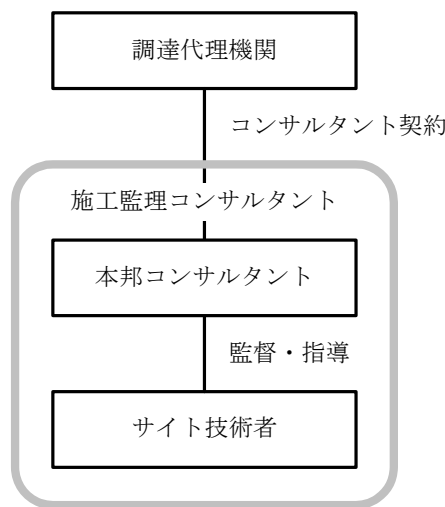 調達代理機関
コンサルタント契約
施工監理コンサルタント
本邦コンサルタント
監督・指導
サイト技術者